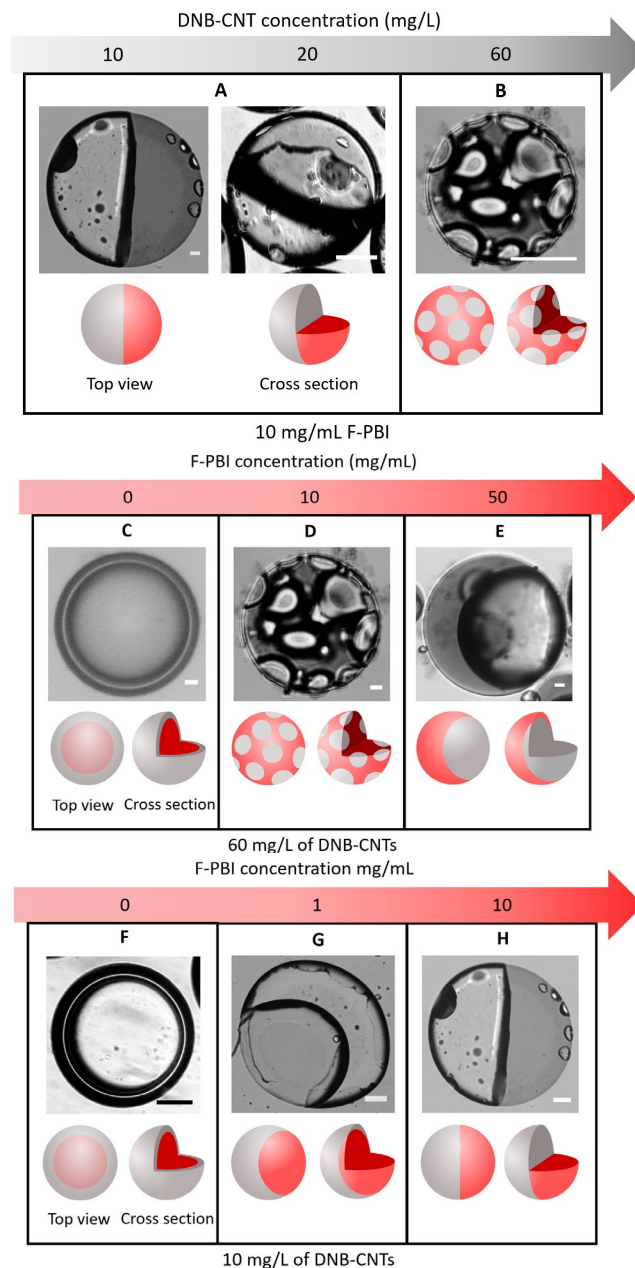 DNB-CNT concentration (mg/L)
10 20 60
A B
Top view Cross section
10 mg/mL F-PBI
F-PBI concentration (mg/mL)
0 10 50
C D E
Top view Cross section
60 mg/L of DNB-CNTs
F-PBI concentration mg/mL
0 1 10
F G H
Top view Cross section
10 mg/L of DNB-CNTs